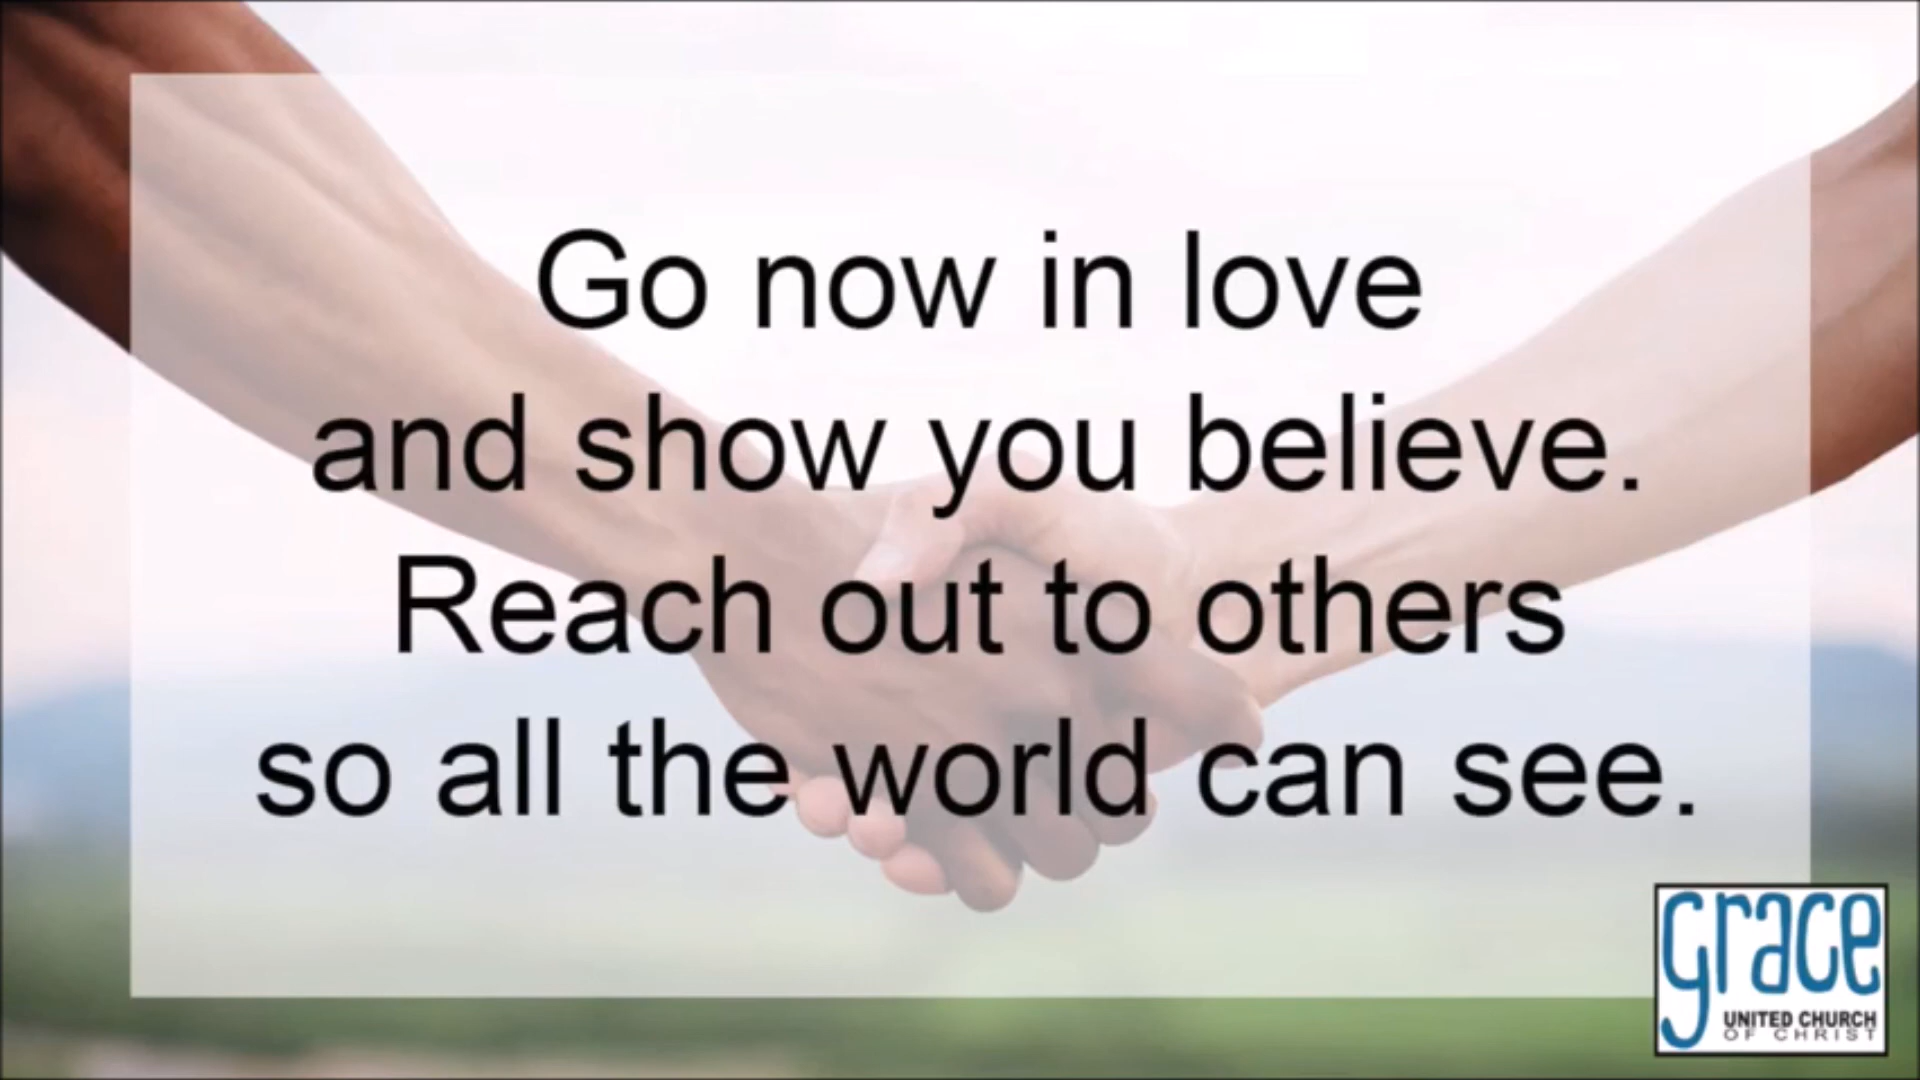 Go now in love
and show you believe.
Reach out to others
so all the world can see.
grace
UNITED CHURCH
OF CHRIST